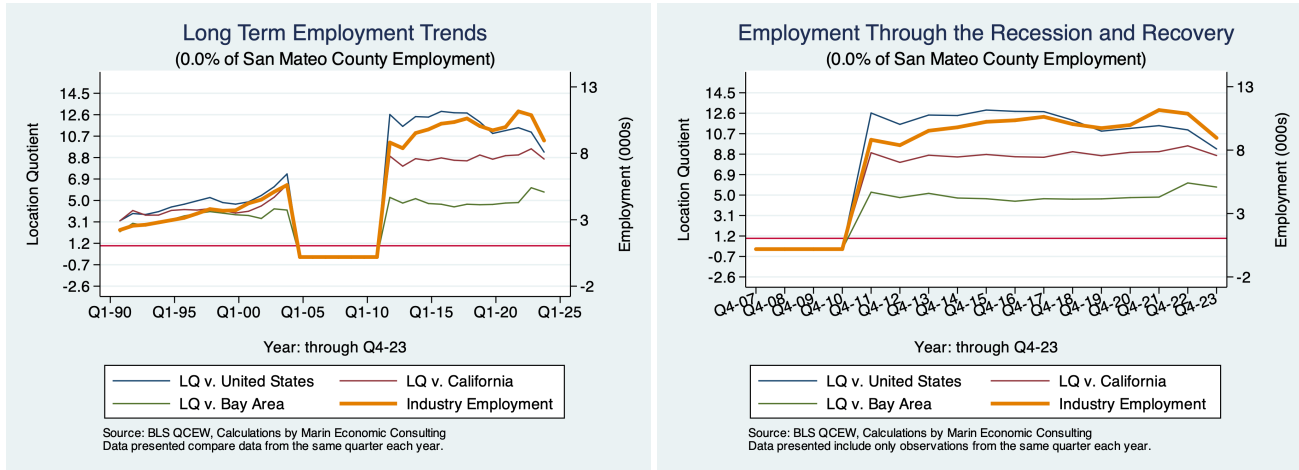 Long Term Employment Trends
(0.0% of San Mateo County Employment)
Location Quotient
14.5
12.6
10.7
8.8
6.9
5.0
3.1
1.2
-0.7
-2.6
13
8
3
-2
Employment (000s)
Q1-90 Q1-95 Q1-00 Q1-05 Q1-10 Q1-15 Q1-20 Q1-25
Year: through Q4-23
LQ v. United States LQ v. California
LQ v. Bay Area Industry Employment
Source: BLS QCEW, Calculations by Marin Economic Consulting
Data presented compare data from the same quarter each year.
Employment Through the Recession and Recovery
(0.0% of San Mateo County Employment)
Location Quotient
14.5
12.6
10.7
8.8
6.9
5.0
3.1
1.2
-0.7
-2.6
13
8
3
-2
Employment (000s)
Q4-07 Q4-08 Q4-09 Q4-10 Q4-11 Q4-12 Q4-13 Q4-14 Q4-15 Q4-16 Q4-17 Q4-18 Q4-19 Q4-20 Q4-21 Q4-22 Q4-23
Year: through Q4-23
LQ v. United States LQ v. California
LQ v. Bay Area Industry Employment
Source: BLS QCEW, Calculations by Marin Economic Consulting
Data presented include only observations from the same quarter each year.